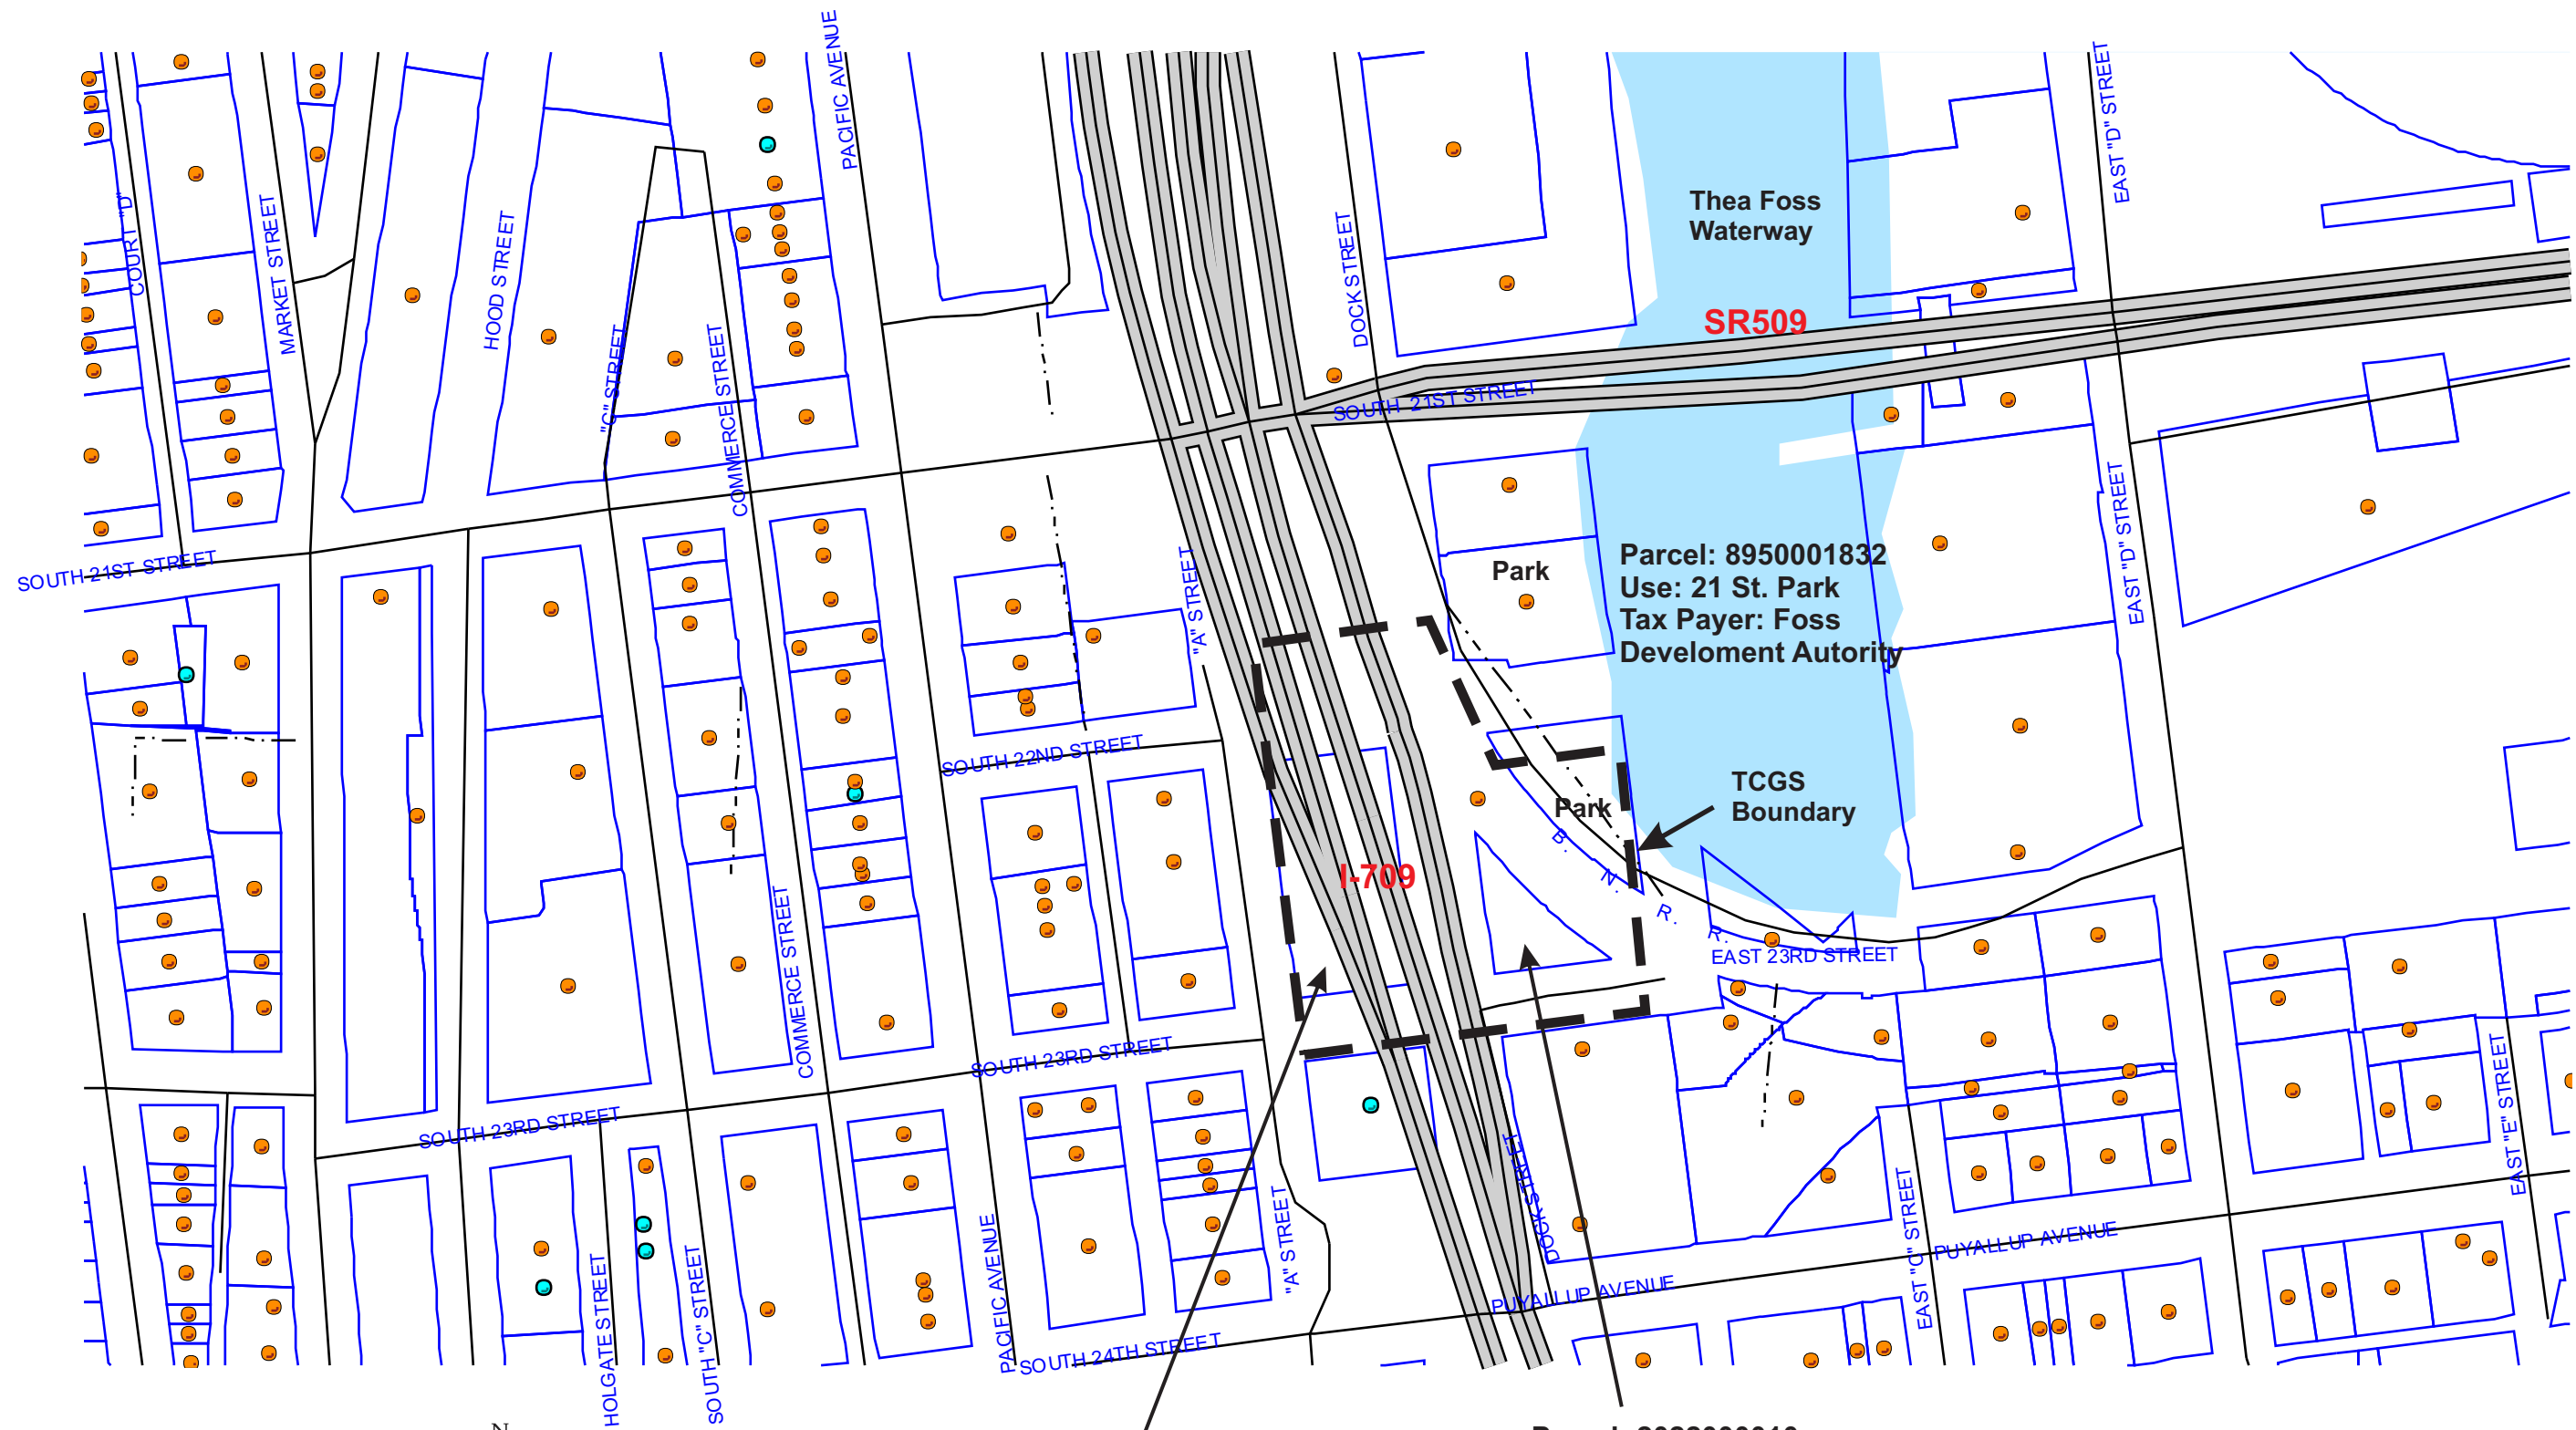 PACIFIC AVENUE
EAST "D" STREET
COURT "D"
MARKET STREET
HOOD STREET
"C" STREET
COMMERCE STREET
DOCK STREET
Thea Foss
Waterway
SR509
SOUTH 21ST STREET
SOUTH 21ST STREET
"A" STREET
Park
Parcel: 8950001832
Use: 21 St. Park
Tax Payer: Foss
Develoment Autority
EAST "D" STREET
SOUTH 22ND STREET
TCGS
Boundary
Park
I-709
B. N. R. R.
EAST 23RD STREET
COMMERCE STREET
SOUTH 23RD STREET
SOUTH 23RD STREET
DOCK STREET
EAST "E" STREET
EAST "C" STREET
PUYALLUP AVENUE
PUYALLUP AVENUE
"A" STREET
PACIFIC AVENUE
SOUTH 24TH STREET
HOLGATE STREET
SOUTH "C" STREET
N